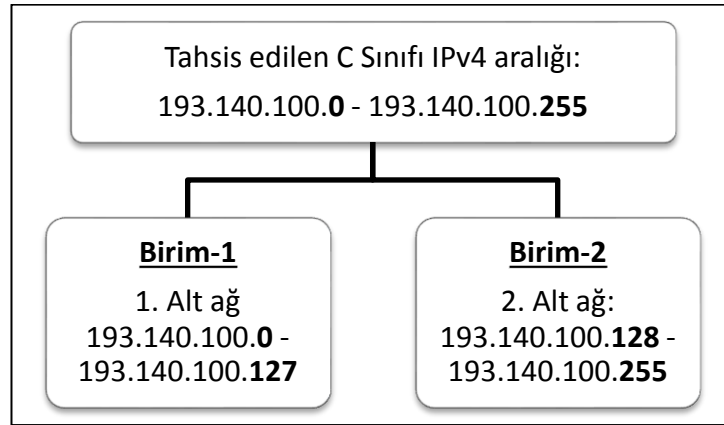 Tahsis edilen C Sınıfı IPv4 aralığı:
193.140.100.0 - 193.140.100.255
Birim-1
1. Alt ağ
193.140.100.0 -
193.140.100.127
Birim-2
2. Alt ağ:
193.140.100.128 -
193.140.100.255